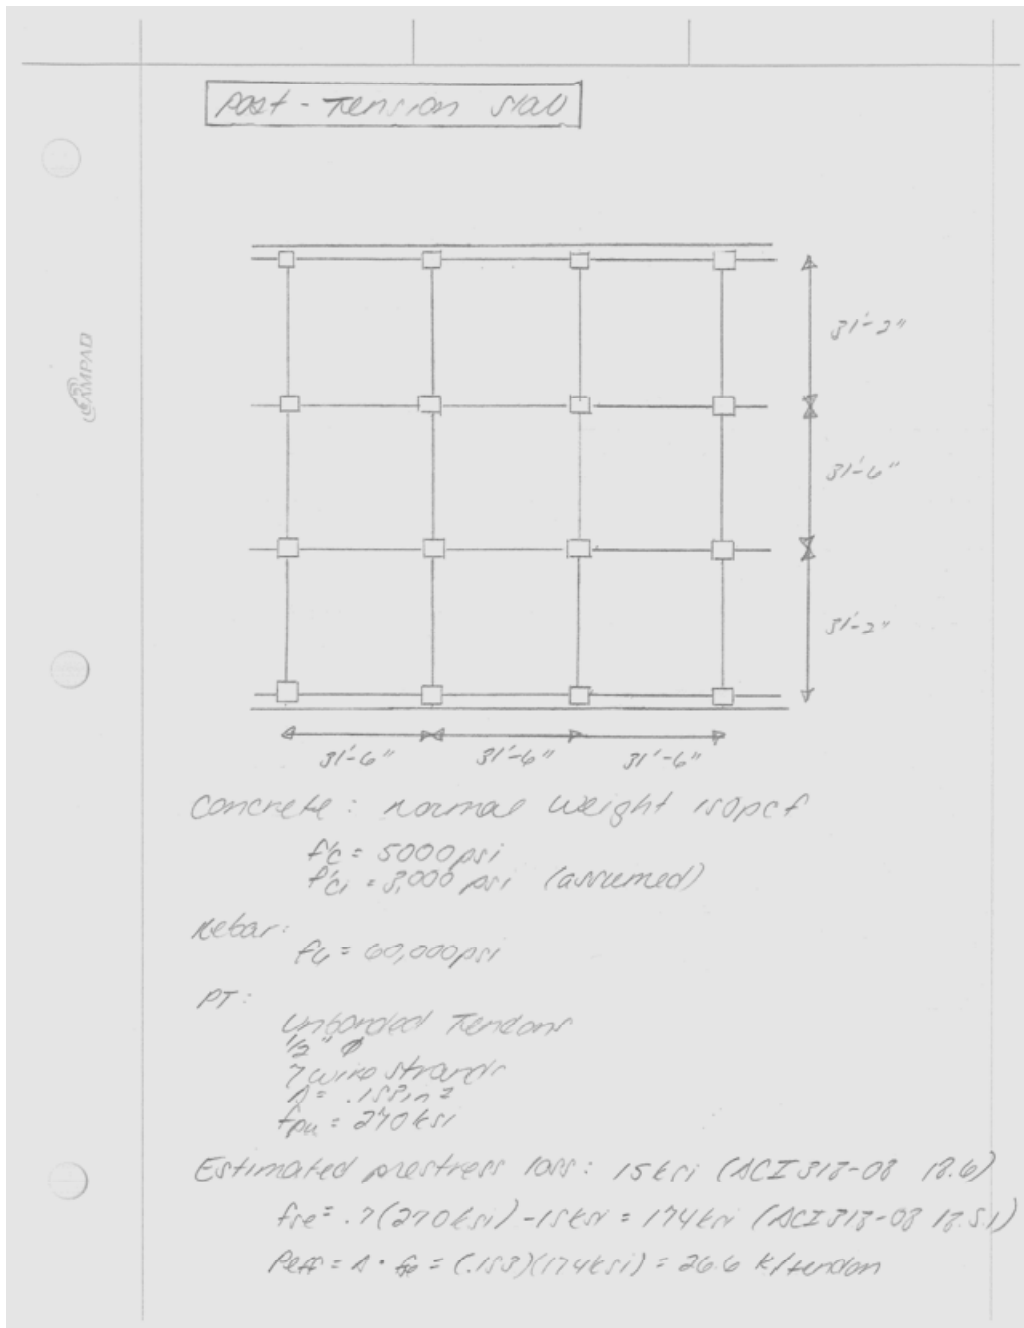 Post-Tension Slab
AMPAD
31'-2"
31'-6"
31'-2"
31'-6" 31'-6" 31'-6"
Concrete: Normal Weight 150pcf
f'c = 5000psi
f'ci = 3,000 psi (assumed)
Rebar:
fy = 60,000psi
PT:
Unbonded Tendons
1/2" φ
7 wire strands
A = .153in²
fpu = 270ksi
Estimated prestress loss: 15ksi (ACI 318-08 18.6)
fse = .7(270ksi) - 15ksi = 174ksi (ACI 318-08 18.5.1)
Peff = A · fse = (.153)(174ksi) = 26.6 k/tendon